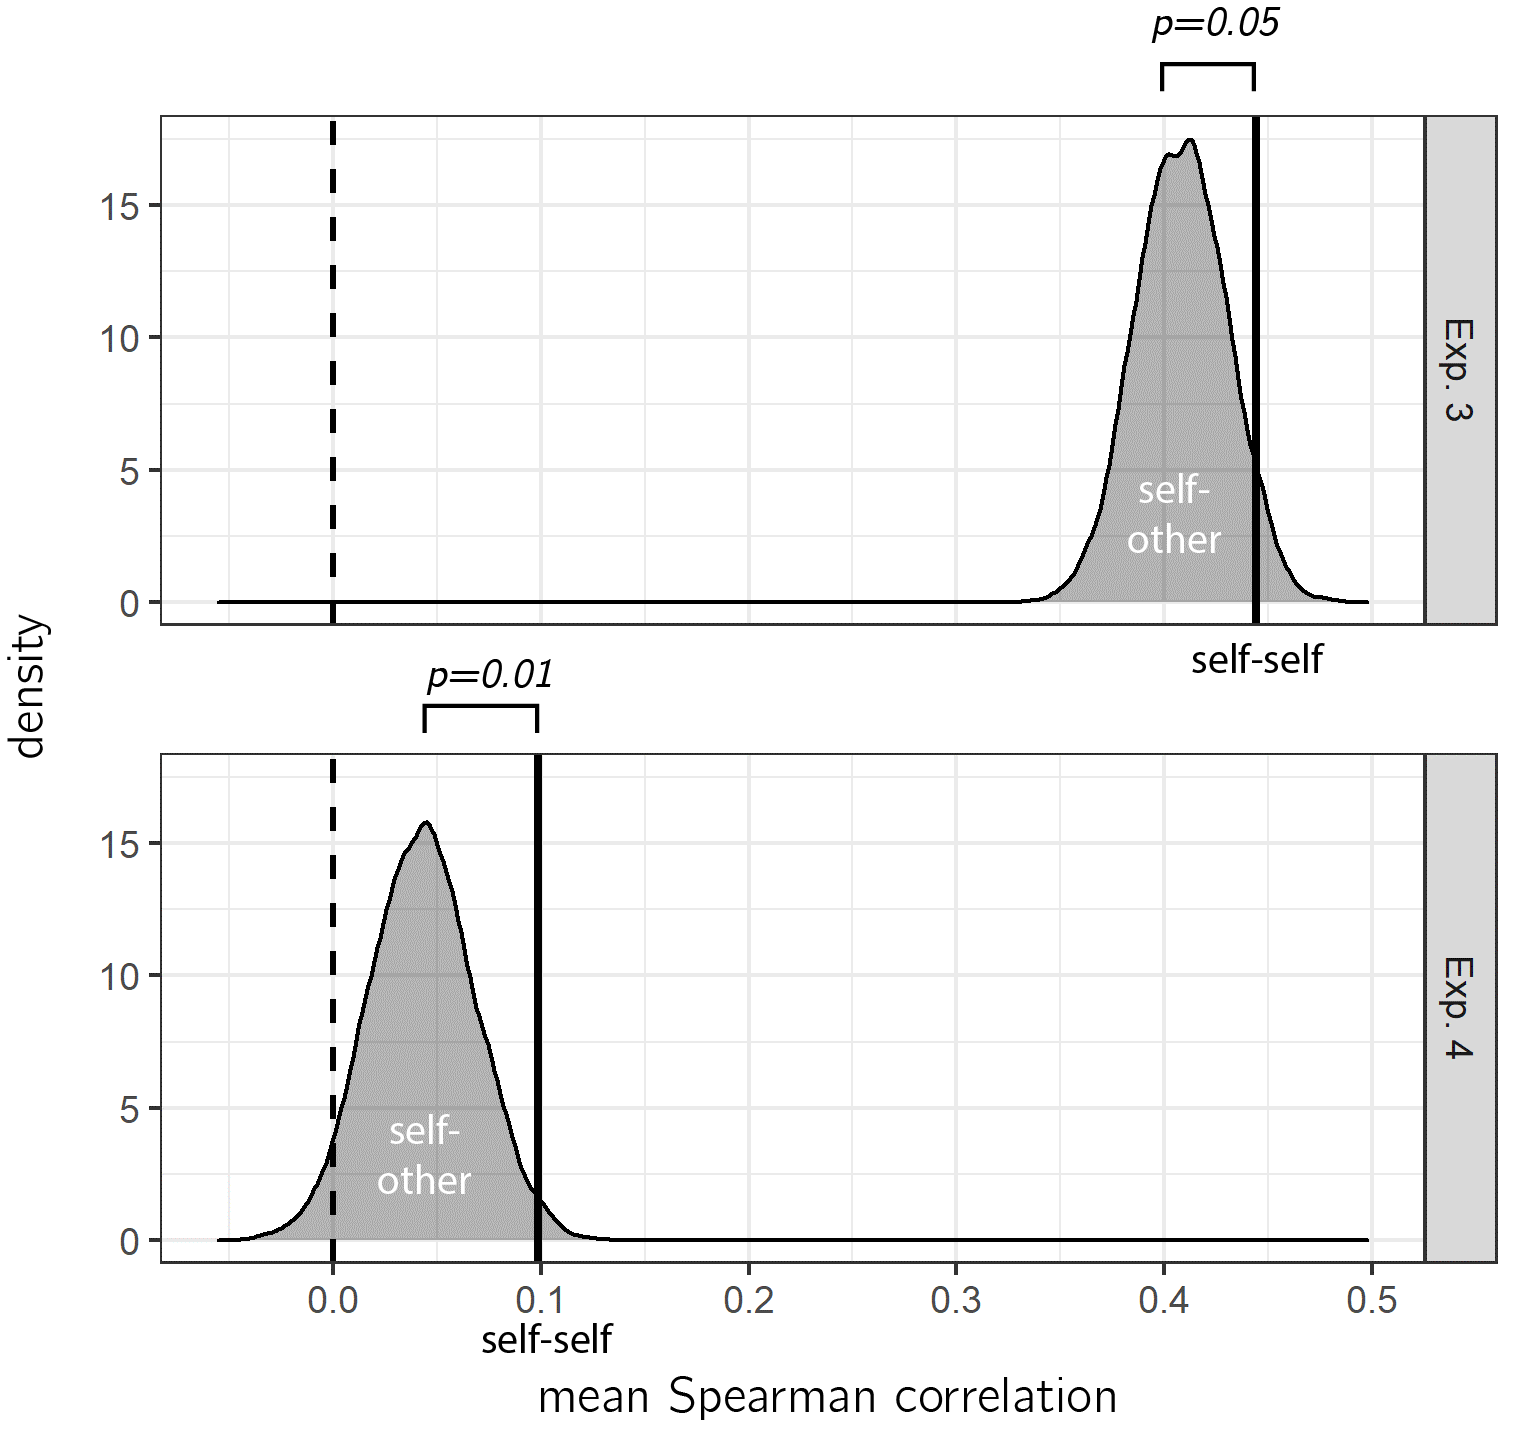 p=0.05
15
10
5
0
self-
other
Exp. 3
self-self
density
p=0.01
15
10
5
0
self-
other
Exp. 4
0.0 0.1 0.2 0.3 0.4 0.5
self-self
mean Spearman correlation